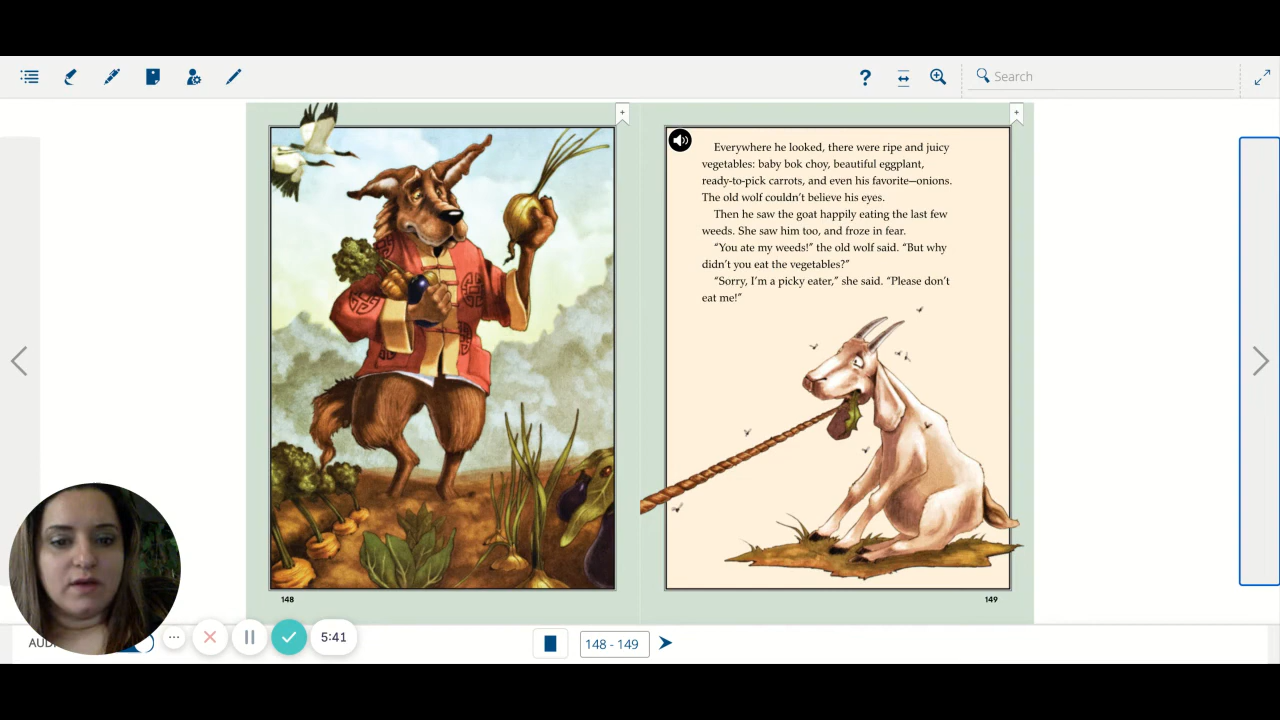 Search
Everywhere he looked, there were ripe and juicy
vegetables: baby bok choy, beautiful eggplant,
ready-to-pick carrots, and even his favorite—onions.
The old wolf couldn’t believe his eyes.
Then he saw the goat happily eating the last few
weeds. She saw him too, and froze in fear.
“You ate my weeds!” the old wolf said. “But why
didn’t you eat the vegetables?”
“Sorry, I’m a picky eater,” she said. “Please don’t
eat me!”
148
149
5:41
148 - 149